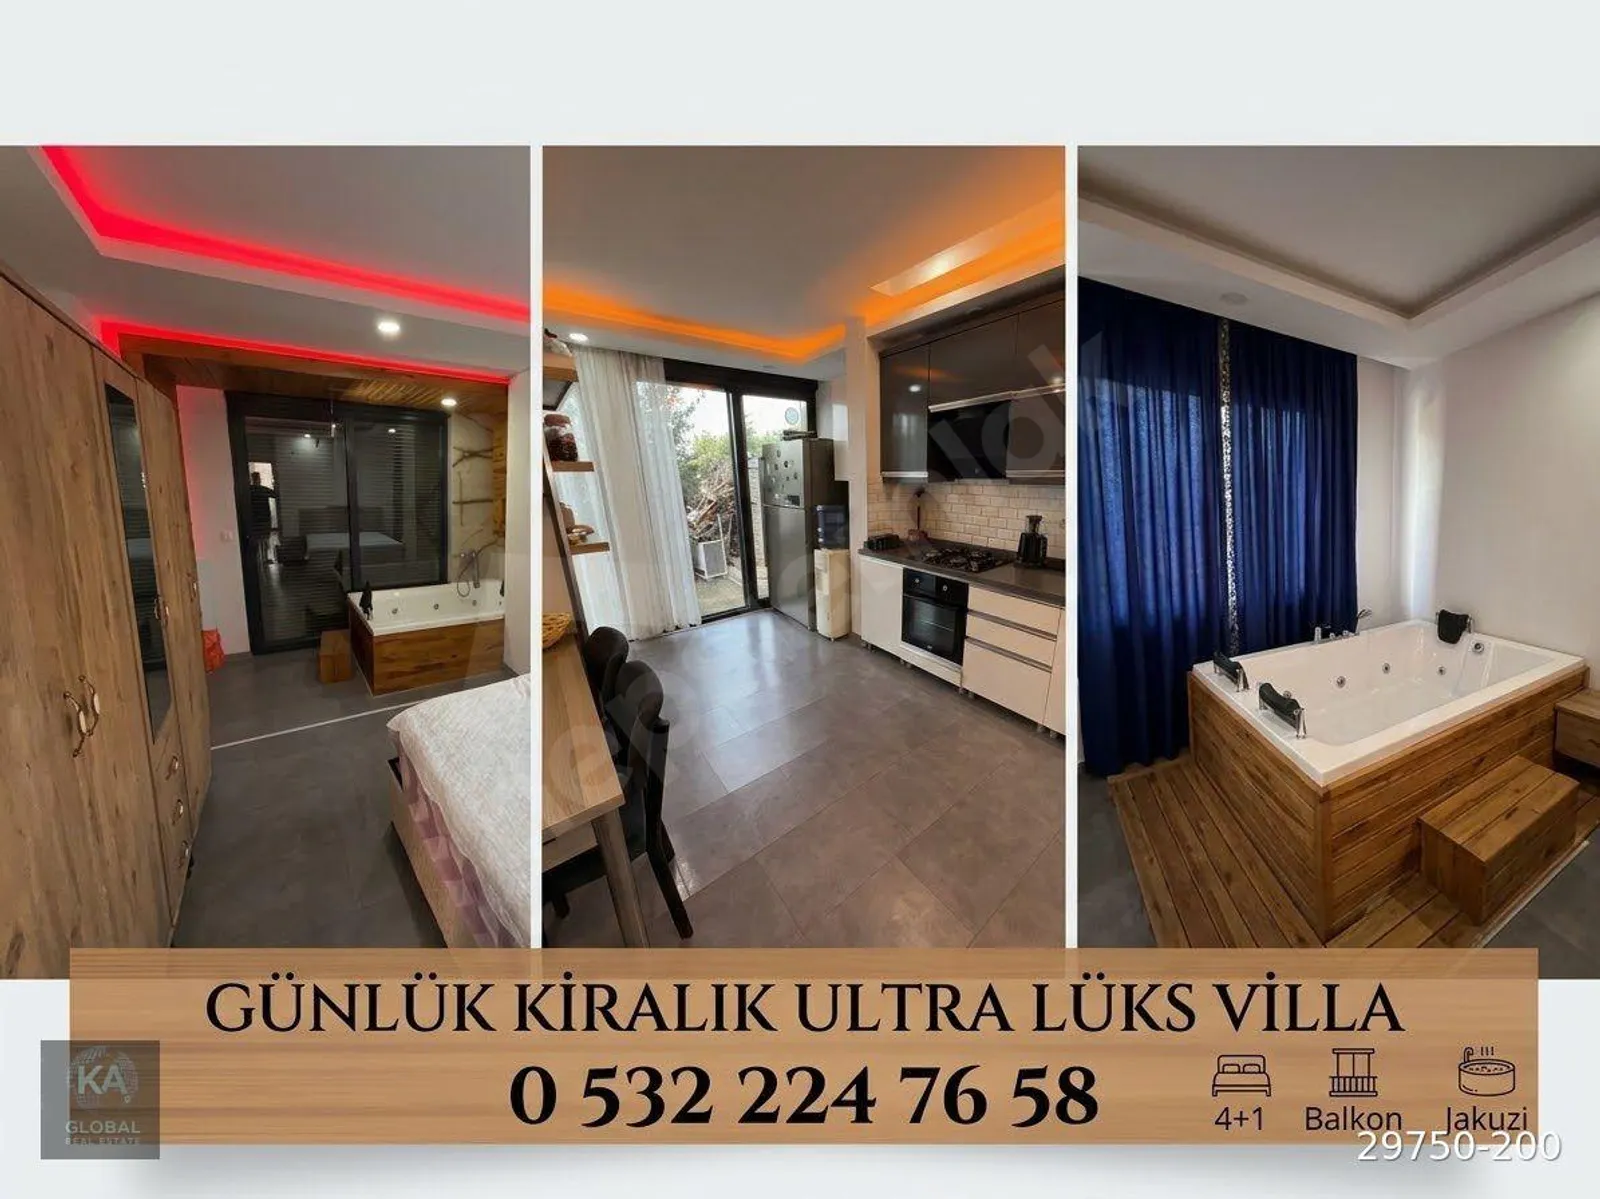 GÜNLÜK KİRALIK ULTRA LÜKS VİLLA
0 532 224 76 58
4+1 Balkon Jakuzi
KA
GLOBAL
REAL ESTATE
29750-200